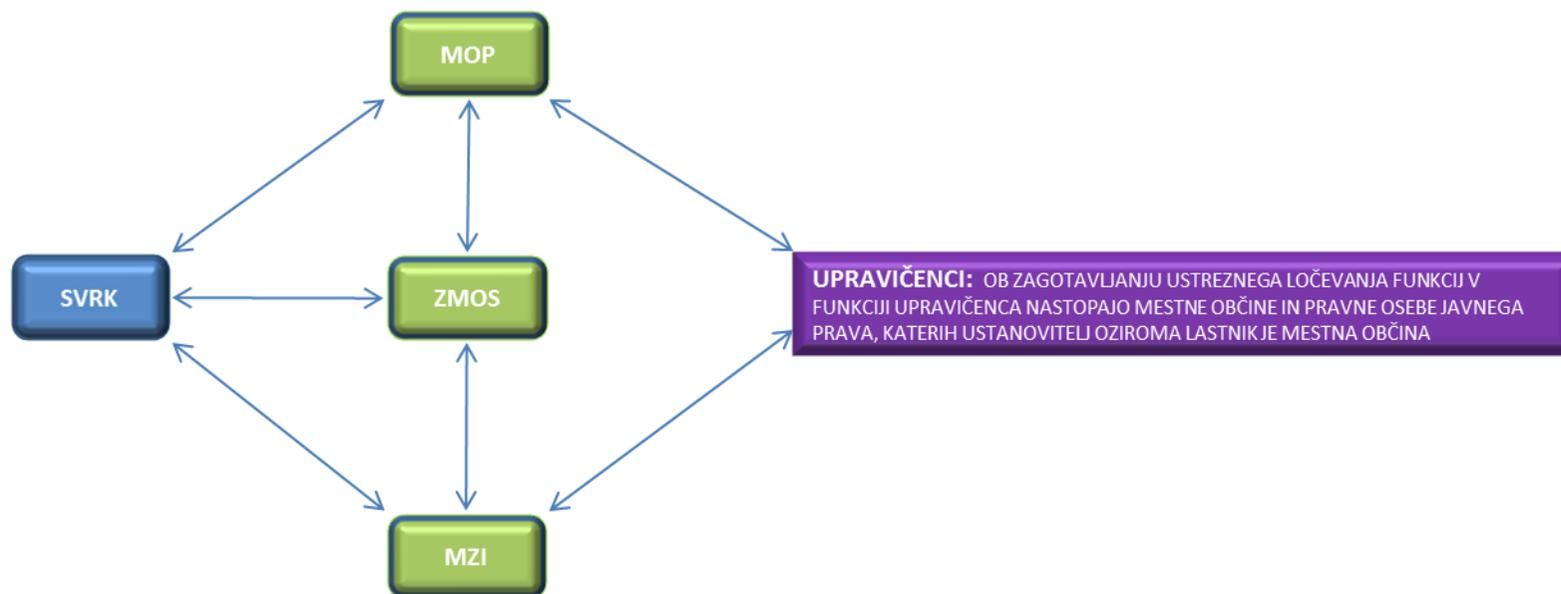 MOP
SVRK
ZMOS
UPRAVIČENCI: OB ZAGOTAVLJANJU USTREZNEGA LOČEVANJA FUNKCIJ V
FUNKCIJI UPRAVIČENCA NASTOPAJO MESTNE OBČINE IN PRAVNE OSEBE JAVNEGA
PRAVA, KATERIH USTANOVITELJ OZIROMA LASTNIK JE MESTNA OBČINA
MZI